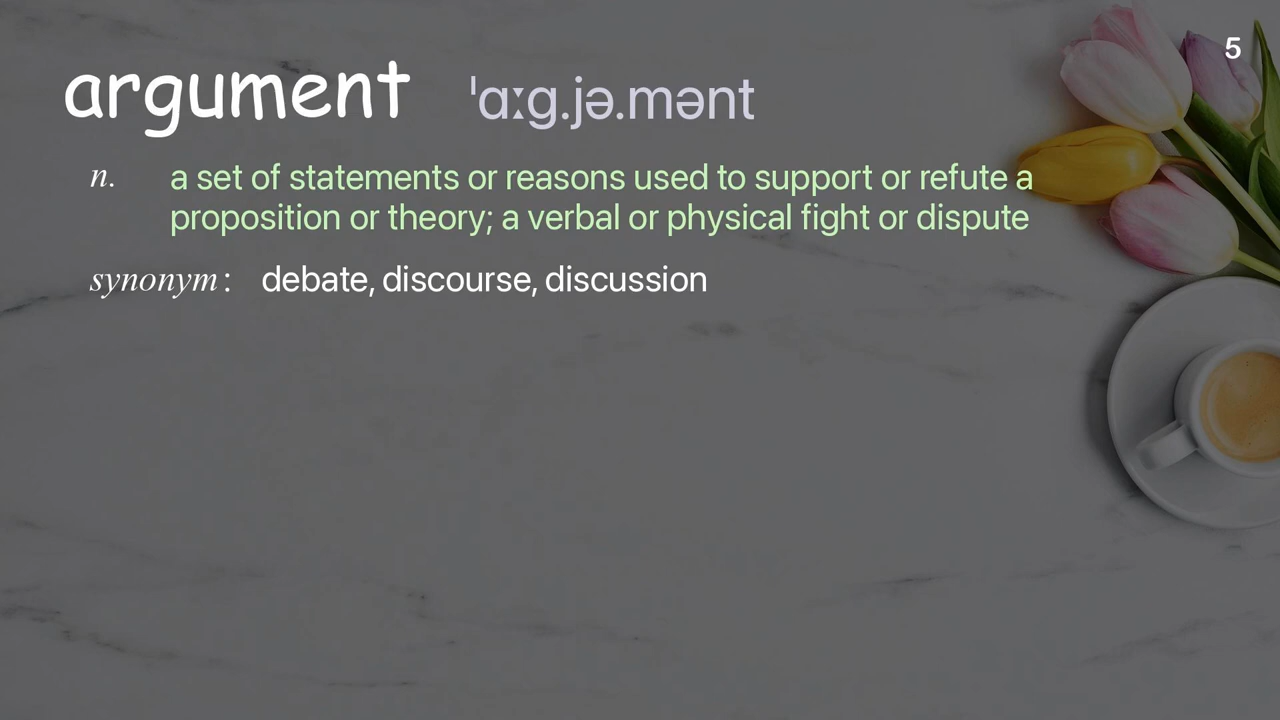 5
argument ˈɑːɡ.jə.mənt
n. a set of statements or reasons used to support or refute a
proposition or theory; a verbal or physical fight or dispute
synonym: debate, discourse, discussion